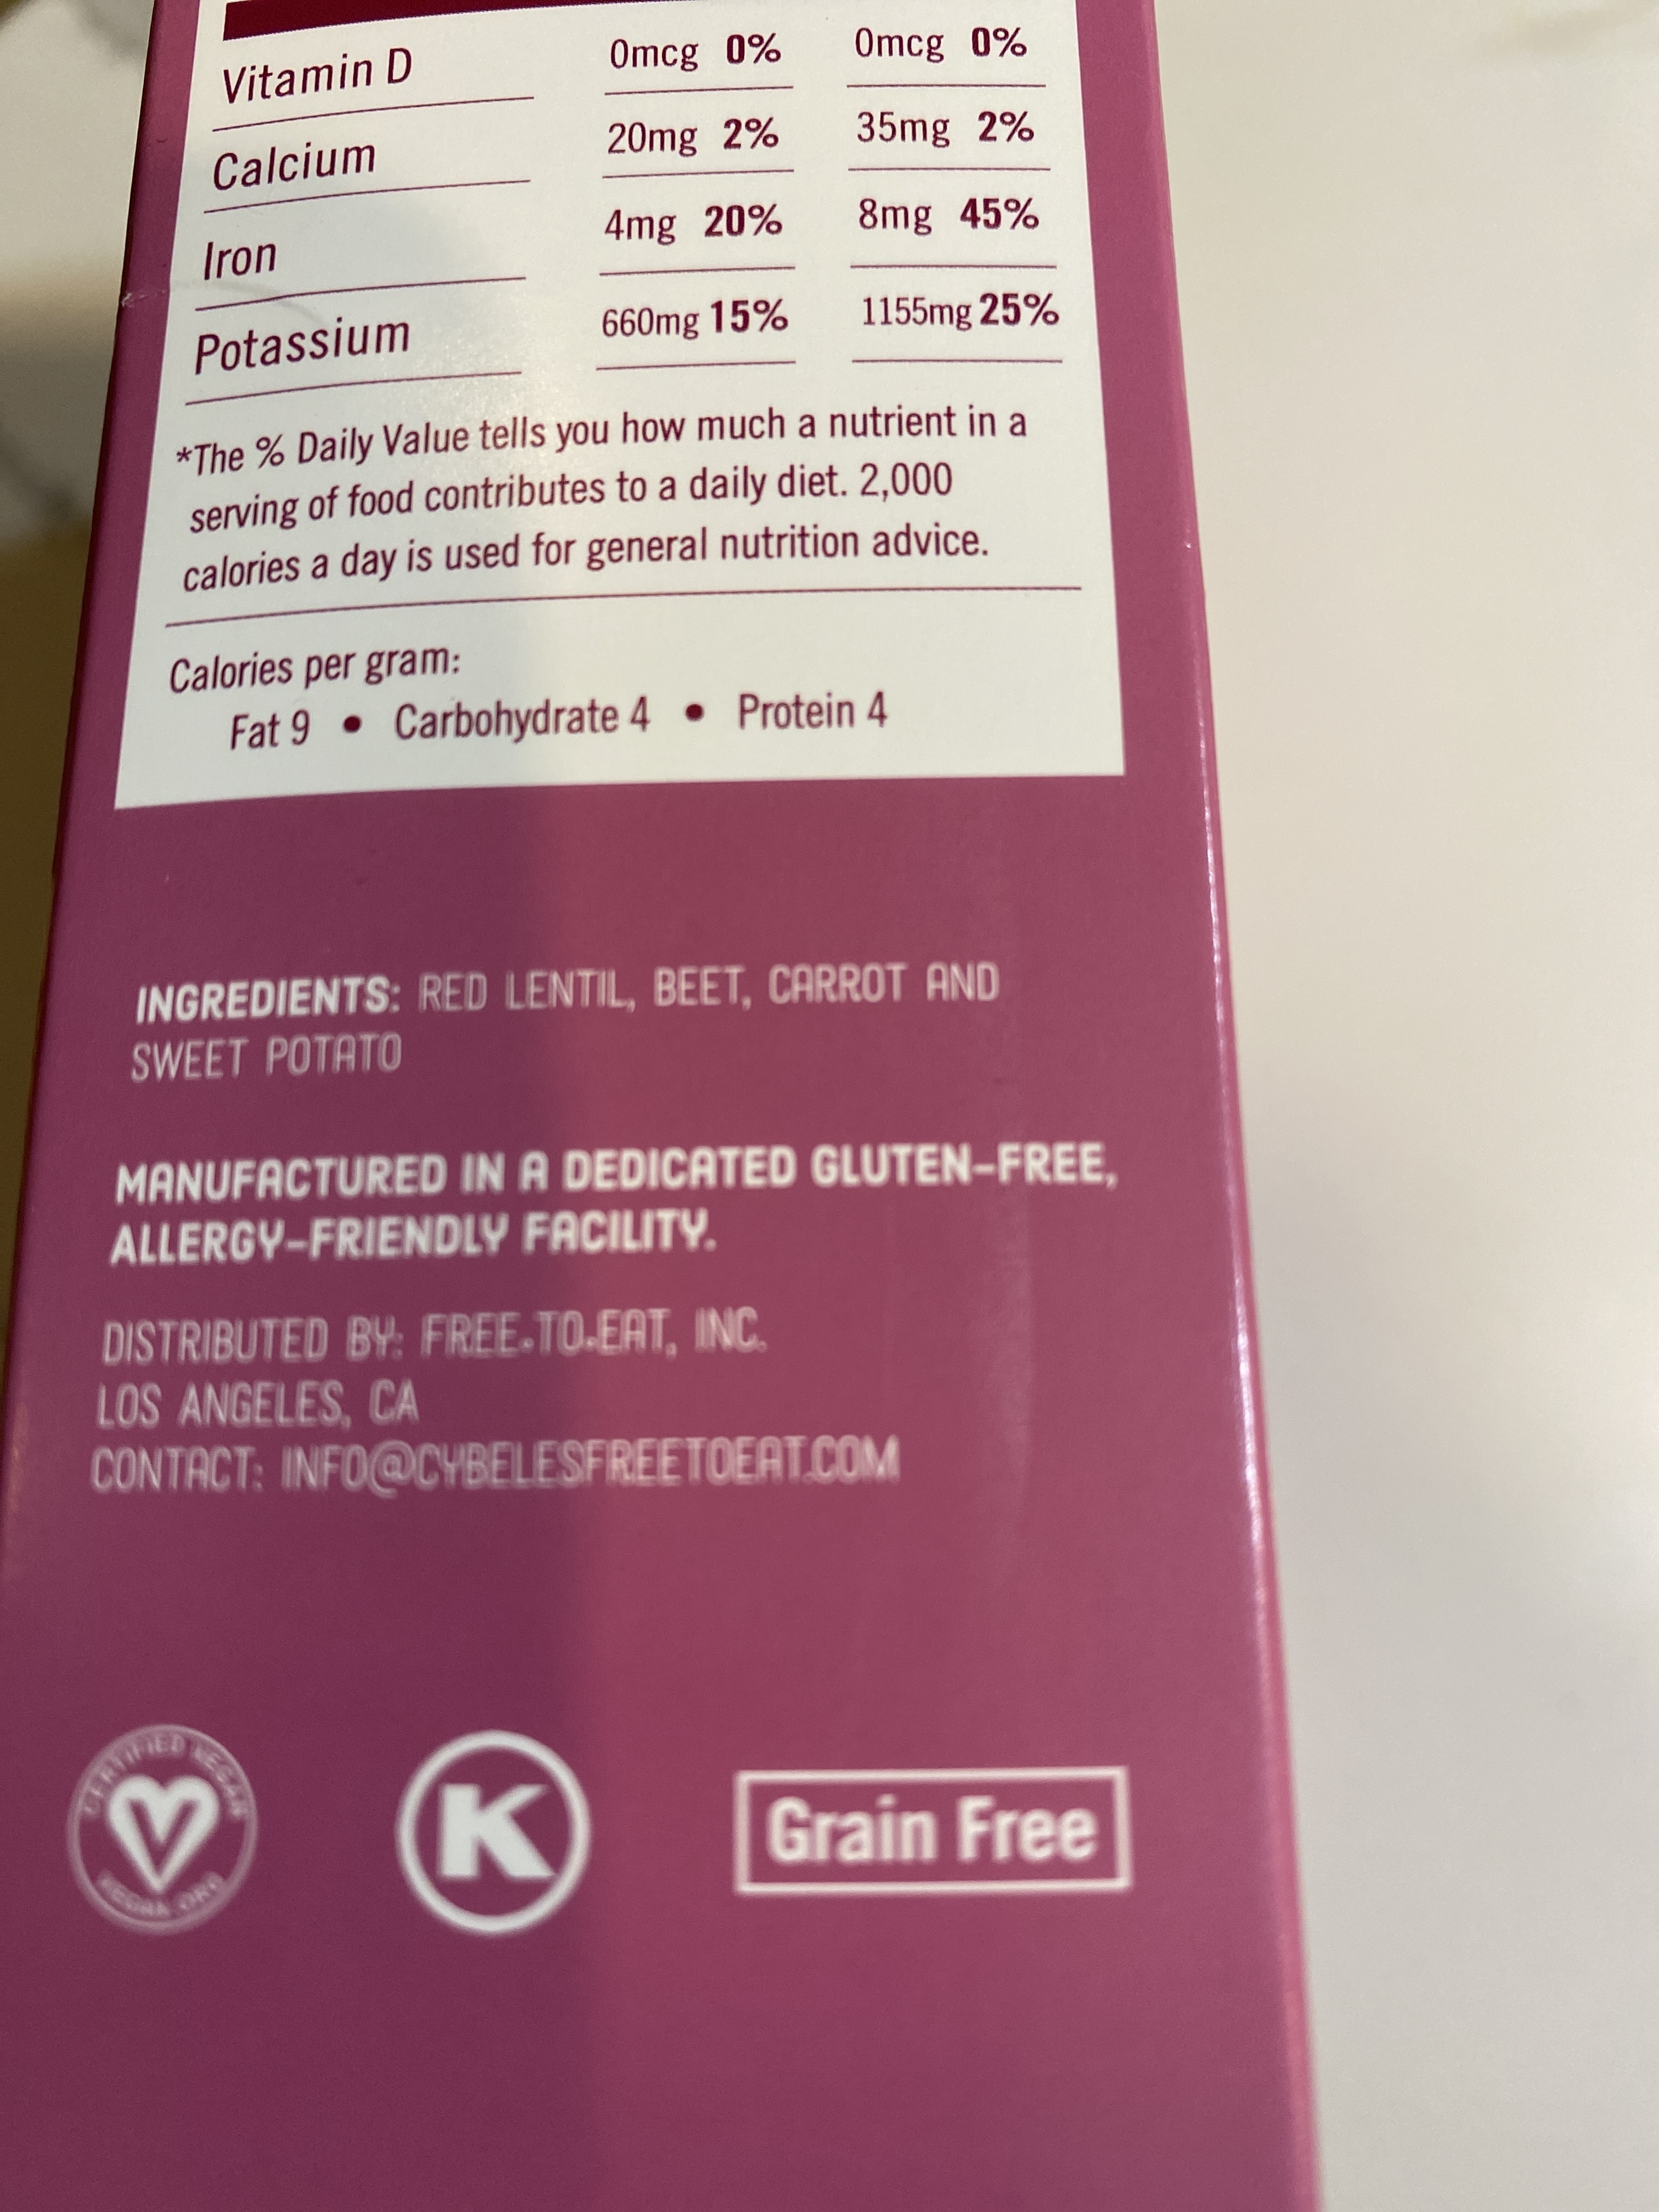 Vitamin D 0mcg 0% 0mcg 0%
Calcium 20mg 2% 35mg 2%
Iron 4mg 20% 8mg 45%
Potassium 660mg 15% 1155mg 25%
*The % Daily Value tells you how much a nutrient in a
serving of food contributes to a daily diet. 2,000
calories a day is used for general nutrition advice.
Calories per gram:
Fat 9 • Carbohydrate 4 • Protein 4
INGREDIENTS: RED LENTIL, BEET, CARROT AND
SWEET POTATO
MANUFACTURED IN A DEDICATED GLUTEN-FREE,
ALLERGY-FRIENDLY FACILITY.
DISTRIBUTED BY: FREE.TO.EAT, INC.
LOS ANGELES, CA
CONTACT: INFO@CYBELESFREETOEAT.COM
CERTIFIED VEGAN
V
VEGAN.ORG
K
Grain Free